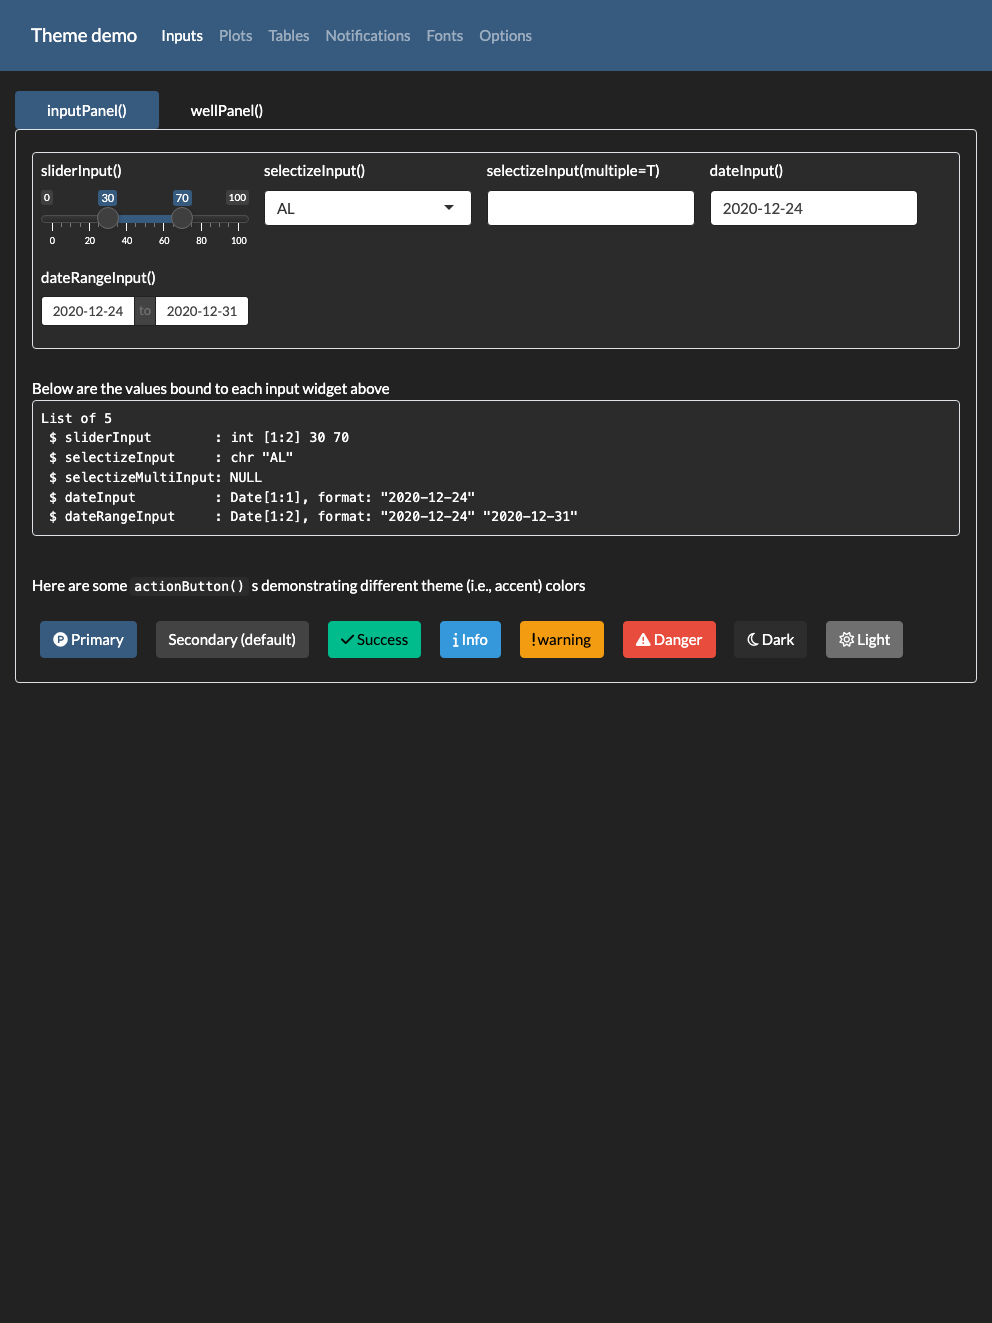 Theme demo Inputs Plots Tables Notifications Fonts Options
inputPanel() wellPanel()
sliderInput() selectizeInput() selectizeInput(multiple=T) dateInput()
0 30 70 100
AL 2020-12-24
0 20 40 60 80 100
dateRangeInput()
2020-12-24 to 2020-12-31
Below are the values bound to each input widget above
List of 5
 $ sliderInput        : int [1:2] 30 70
 $ selectizeInput     : chr "AL"
 $ selectizeMultiInput: NULL
 $ dateInput          : Date[1:1], format: "2020-12-24"
 $ dateRangeInput     : Date[1:2], format: "2020-12-24" "2020-12-31"
Here are some actionButton() s demonstrating different theme (i.e., accent) colors
Primary Secondary (default) Success Info warning Danger Dark Light